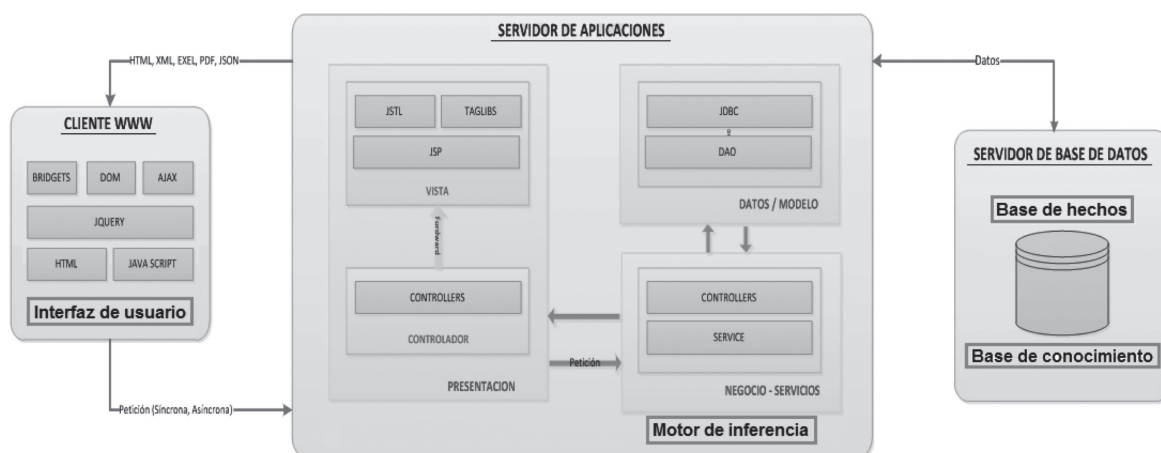 SERVIDOR DE APLICACIONES
HTML, XML, EXEL, PDF, JSON
Datos
CLIENTE WWW
BRIDGETS
DOM
AJAX
JQUERY
HTML
JAVA SCRIPT
Interfaz de usuario
Petición (Síncrona, Asíncrona)
JSTL
TAGLIBS
JSP
VISTA
Fordward
CONTROLLERS
CONTROLADOR
PRESENTACION
JDBC
DAO
DATOS / MODELO
Petición
CONTROLLERS
SERVICE
NEGOCIO - SERVICIOS
Motor de inferencia
SERVIDOR DE BASE DE DATOS
Base de hechos
Base de conocimiento